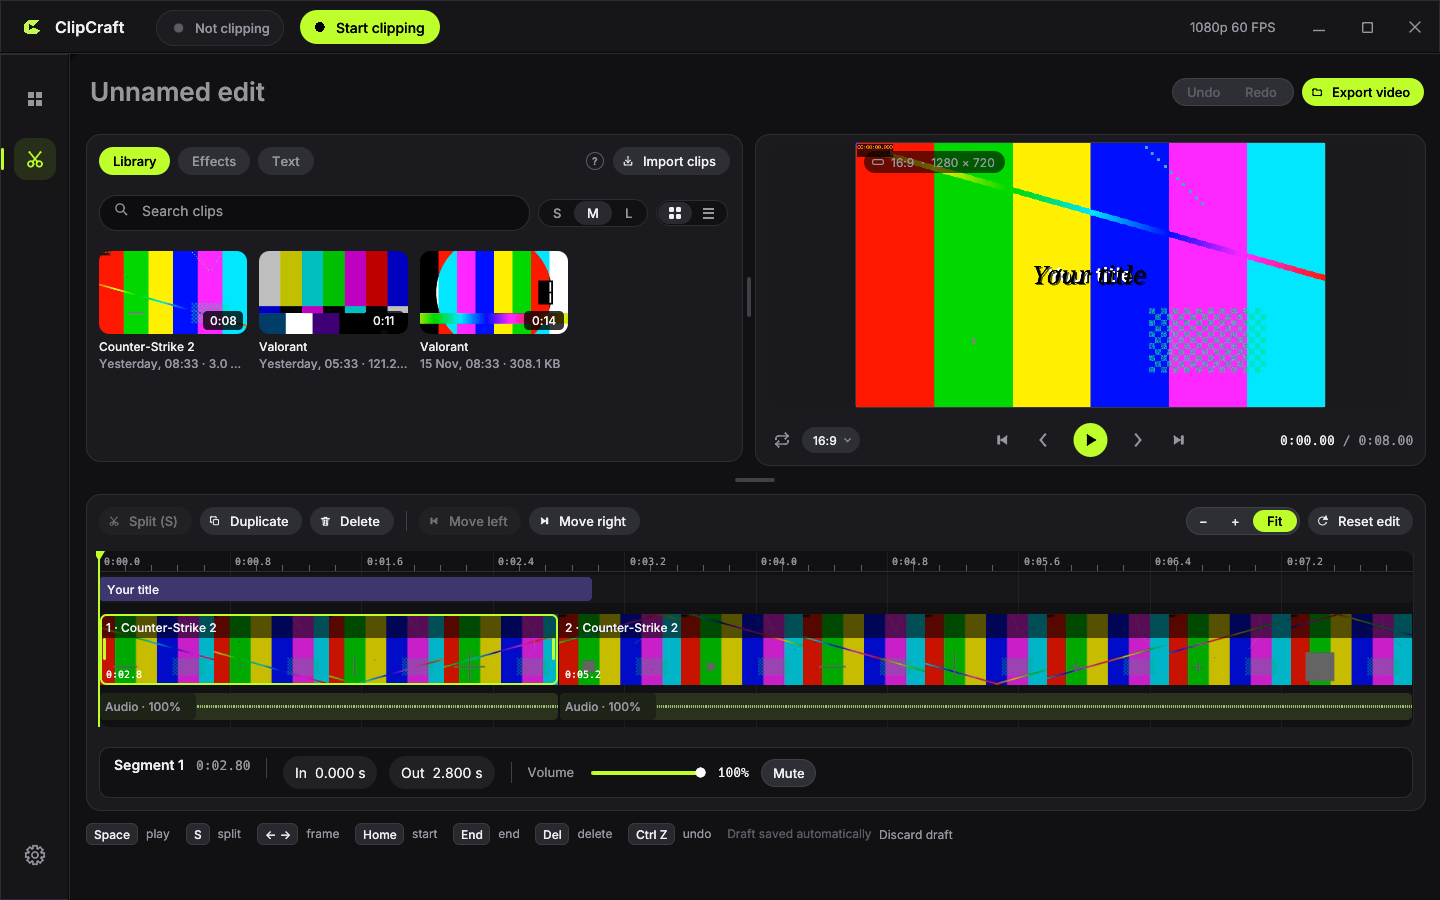 ClipCraft
Not clipping
Start clipping
1080p 60 FPS
Unnamed edit
Undo
Redo
Export video
Library
Effects
Text
?
Import clips
Search clips
S
M
L
0:08
0:11
0:14
Counter-Strike 2
Valorant
Valorant
Yesterday, 08:33 · 3.0 ...
Yesterday, 05:33 · 121.2...
15 Nov, 08:33 · 308.1 KB
16:9 · 1280 × 720
Your title
16:9
0:00.00 / 0:08.00
Split (S)
Duplicate
Delete
Move left
Move right
−
+
Fit
Reset edit
0:00.0
0:00.8
0:01.6
0:02.4
0:03.2
0:04.0
0:04.8
0:05.6
0:06.4
0:07.2
Your title
1 · Counter-Strike 2
2 · Counter-Strike 2
0:02.8
0:05.2
Audio · 100%
Audio · 100%
Segment 1
0:02.80
In 0.000 s
Out 2.800 s
Volume
100%
Mute
Space play
S split
← → frame
Home start
End end
Del delete
Ctrl Z undo
Draft saved automatically
Discard draft